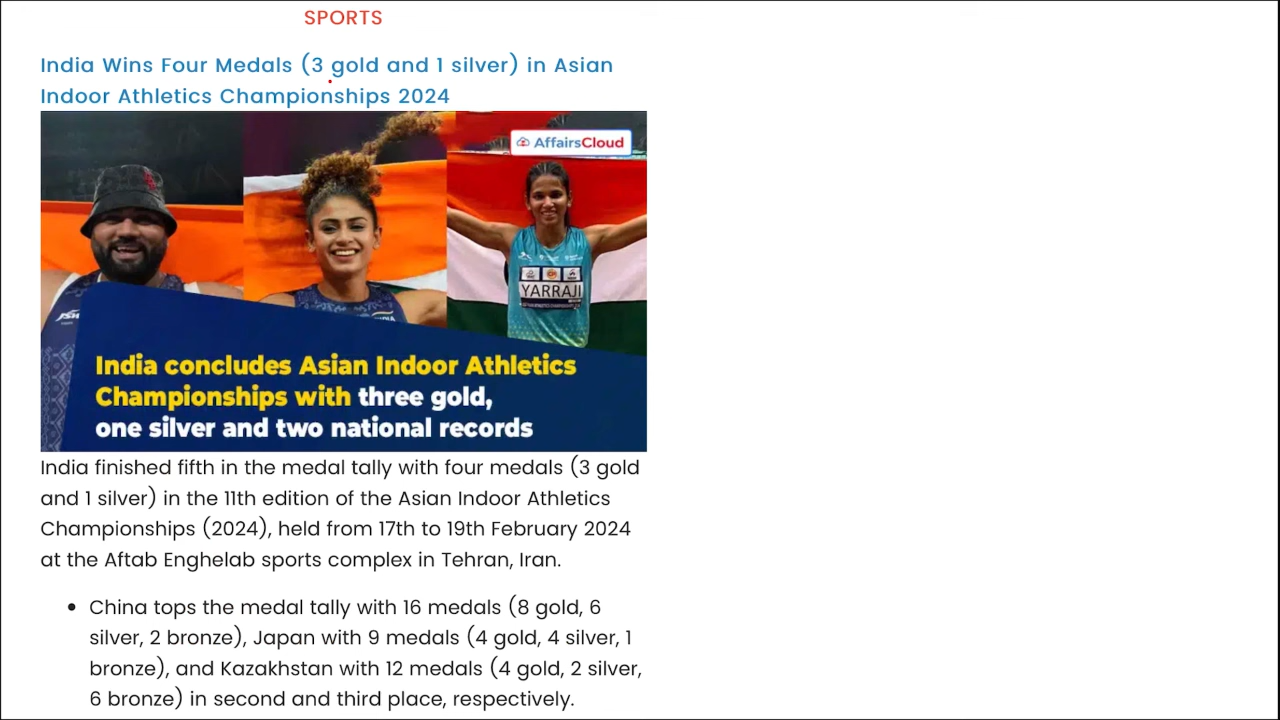 SPORTS
India Wins Four Medals (3 gold and 1 silver) in Asian
Indoor Athletics Championships 2024
AffairsCloud
YARRAJI
India concludes Asian Indoor Athletics
Championships with three gold,
one silver and two national records
India finished fifth in the medal tally with four medals (3 gold
and 1 silver) in the 11th edition of the Asian Indoor Athletics
Championships (2024), held from 17th to 19th February 2024
at the Aftab Enghelab sports complex in Tehran, Iran.
• China tops the medal tally with 16 medals (8 gold, 6
silver, 2 bronze), Japan with 9 medals (4 gold, 4 silver, 1
bronze), and Kazakhstan with 12 medals (4 gold, 2 silver,
6 bronze) in second and third place, respectively.